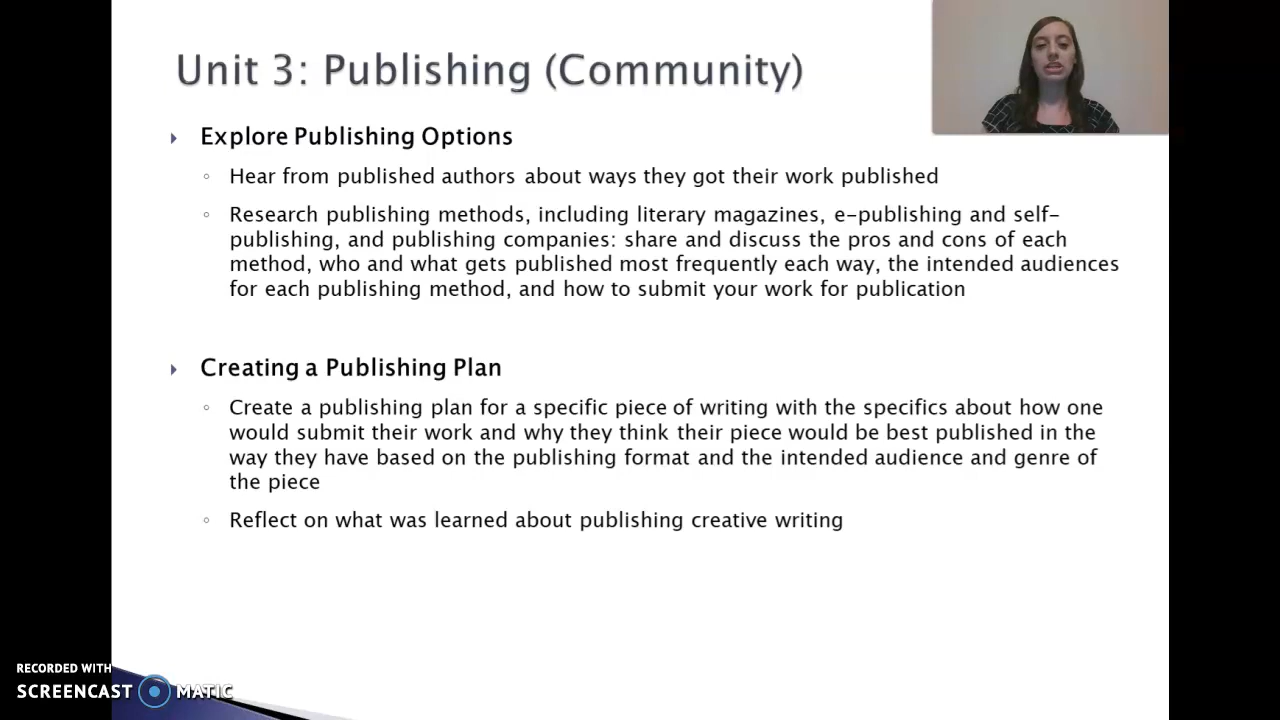 Unit 3: Publishing (Community)
Explore Publishing Options
Hear from published authors about ways they got their work published
Research publishing methods, including literary magazines, e-publishing and self-
publishing, and publishing companies: share and discuss the pros and cons of each
method, who and what gets published most frequently each way, the intended audiences
for each publishing method, and how to submit your work for publication
Creating a Publishing Plan
Create a publishing plan for a specific piece of writing with the specifics about how one
would submit their work and why they think their piece would be best published in the
way they have based on the publishing format and the intended audience and genre of
the piece
Reflect on what was learned about publishing creative writing
RECORDED WITH
SCREENCAST MATIC